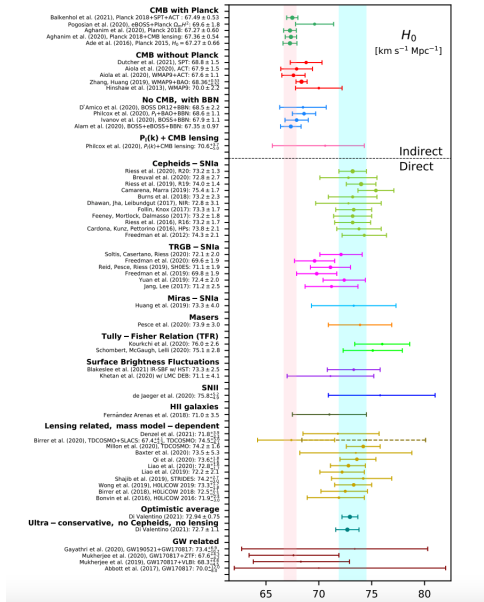 CMB with Planck
Balkenhol et al. (2021), Planck 2018+SPT+ACT : 67.49 ± 0.53
Pogosian et al. (2020), eBOSS+Planck ΩₘH²: 69.6 ± 1.8
Aghanim et al. (2020), Planck 2018: 67.27 ± 0.60
Aghanim et al. (2020), Planck 2018+CMB lensing: 67.36 ± 0.54
Ade et al. (2016), Planck 2015, H₀ = 67.27 ± 0.66
H₀
[km s⁻¹ Mpc⁻¹]
CMB without Planck
Dutcher et al. (2021), SPT: 68.8 ± 1.5
Aiola et al. (2020), ACT: 67.9 ± 1.5
Aiola et al. (2020), WMAP9+ACT: 67.6 ± 1.1
Zhang, Huang (2019), WMAP9+BAO: 68.36
Hinshaw et al. (2013), WMAP9: 70.0 ± 2.2
No CMB, with BBN
D'Amico et al. (2020), BOSS DR12+BBN: 68.5 ± 2.2
Philcox et al. (2020), Pₗ+BAO+BBN: 68.6 ± 1.1
Ivanov et al. (2020), BOSS+BBN: 67.9 ± 1.1
Alam et al. (2020), BOSS+eBOSS+BBN: 67.35 ± 0.97
Pₗ(k) + CMB lensing
Philcox et al. (2020), Pₗ(k)+CMB lensing: 70.6
Indirect
Direct
Cepheids-SNIa
Riess et al. (2020), R20: 73.2 ± 1.3
Breuval et al. (2020): 72.8 ± 2.7
Riess et al. (2019), R19: 74.0 ± 1.4
Camarena, Marra (2019): 75.4 ± 1.7
Burns et al. (2018): 73.2 ± 2.3
Dhawan, Jha, Leibundgut (2017), NIR: 72.8 ± 3.1
Follin, Knox (2017): 73.3 ± 1.7
Feeney, Mortlock, Dalmasso (2017): 73.2 ± 1.8
Riess et al. (2016), R16: 73.2 ± 1.7
Cardona, Kunz, Pettorino (2016), HPs: 73.8 ± 2.1
Freedman et al. (2012): 74.3 ± 2.1
TRGB-SNIa
Soltis, Casertano, Riess (2020): 72.1 ± 2.0
Freedman et al. (2020): 69.6 ± 1.9
Reid, Pesce, Riess (2019), SH0ES: 71.1 ± 1.9
Freedman et al. (2019): 69.8 ± 1.9
Yuan et al. (2019): 72.4 ± 2.0
Jang, Lee (2017): 71.2 ± 2.5
Miras-SNIa
Huang et al. (2019): 73.3 ± 4.0
Masers
Pesce et al. (2020): 73.9 ± 3.0
Tully-Fisher Relation (TFR)
Kourkchi et al. (2020): 76.0 ± 2.6
Schombert, McGaugh, Lelli (2020): 75.1 ± 2.8
Surface Brightness Fluctuations
Blakeslee et al. (2021) IR-SBF w/ HST: 73.3 ± 2.5
Khetan et al. (2020) w/ LMC DEB: 71.1 ± 4.1
SNII
de Jaeger et al. (2020): 75.8
HII galaxies
Fernández Arenas et al. (2018): 71.0 ± 3.5
Lensing related, mass model-dependent
Denzel et al. (2021): 71.8
Birrer et al. (2020), TDCOSMO+SLACS: 67.4, TDCOSMO: 74.5
Millon et al. (2020), TDCOSMO: 74.2 ± 1.6
Baxter et al. (2020): 73.5 ± 5.3
Qi et al. (2020): 73.6
Liao et al. (2020): 72.8
Liao et al. (2019): 72.2 ± 2.1
Shajib et al. (2019), STRIDES: 74.2
Wong et al. (2019), H0LiCOW 2019: 73.3
Birrer et al. (2018), H0LiCOW 2018: 72.5
Bonvin et al. (2016), H0LiCOW 2016: 71.9
Optimistic average
Di Valentino (2021): 72.94 ± 0.75
Ultra-conservative, no Cepheids, no lensing
Di Valentino (2021): 72.7 ± 1.1
GW related
Gayathri et al. (2020), GW190521+GW170817: 73.4
Mukherjee et al. (2020), GW170817+ZTF: 67.6
Mukherjee et al. (2019), GW170817+VLBI: 68.3
Abbott et al. (2017), GW170817: 70.0
65 70 75 80